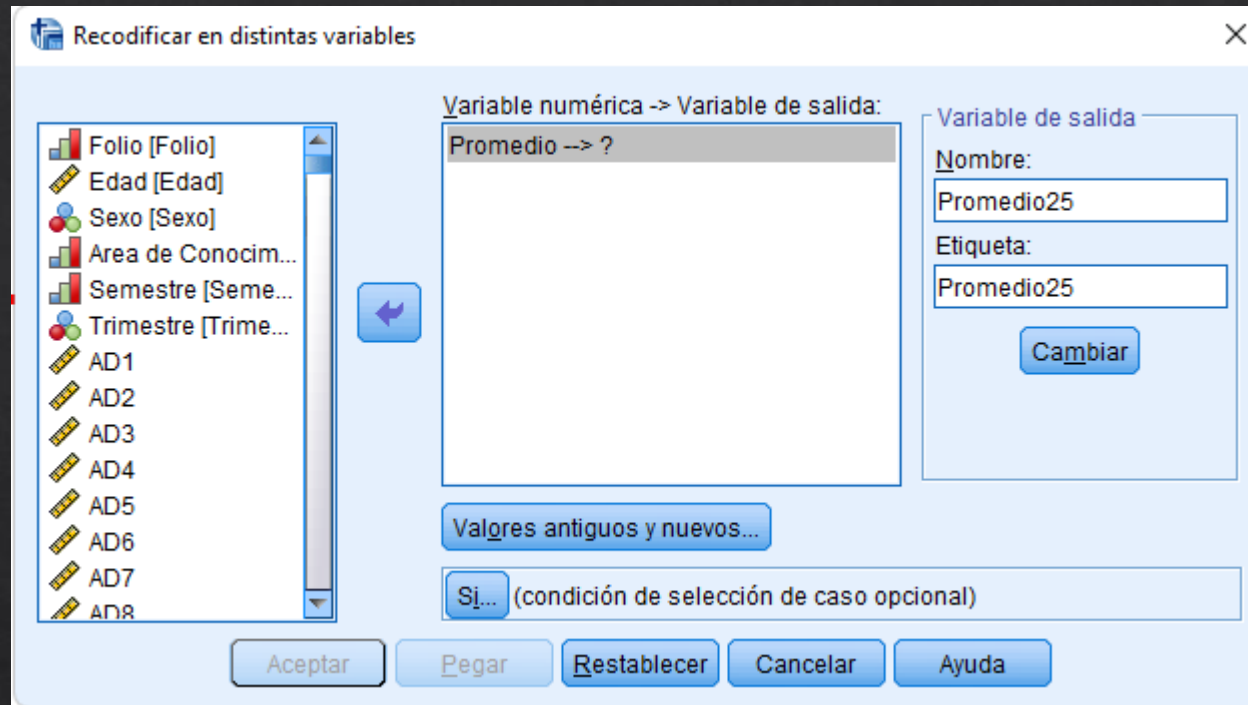 Recodificar en distintas variables
Folio [Folio]
Edad [Edad]
Sexo [Sexo]
Area de Conocim...
Semestre [Seme...
Trimestre [Trime...
AD1
AD2
AD3
AD4
AD5
AD6
AD7
AD8
Variable numérica -> Variable de salida:
Promedio --> ?
Variable de salida
Nombre:
Promedio25
Etiqueta:
Promedio25
Cambiar
Valores antiguos y nuevos...
Si... (condición de selección de caso opcional)
Aceptar Pegar Restablecer Cancelar Ayuda